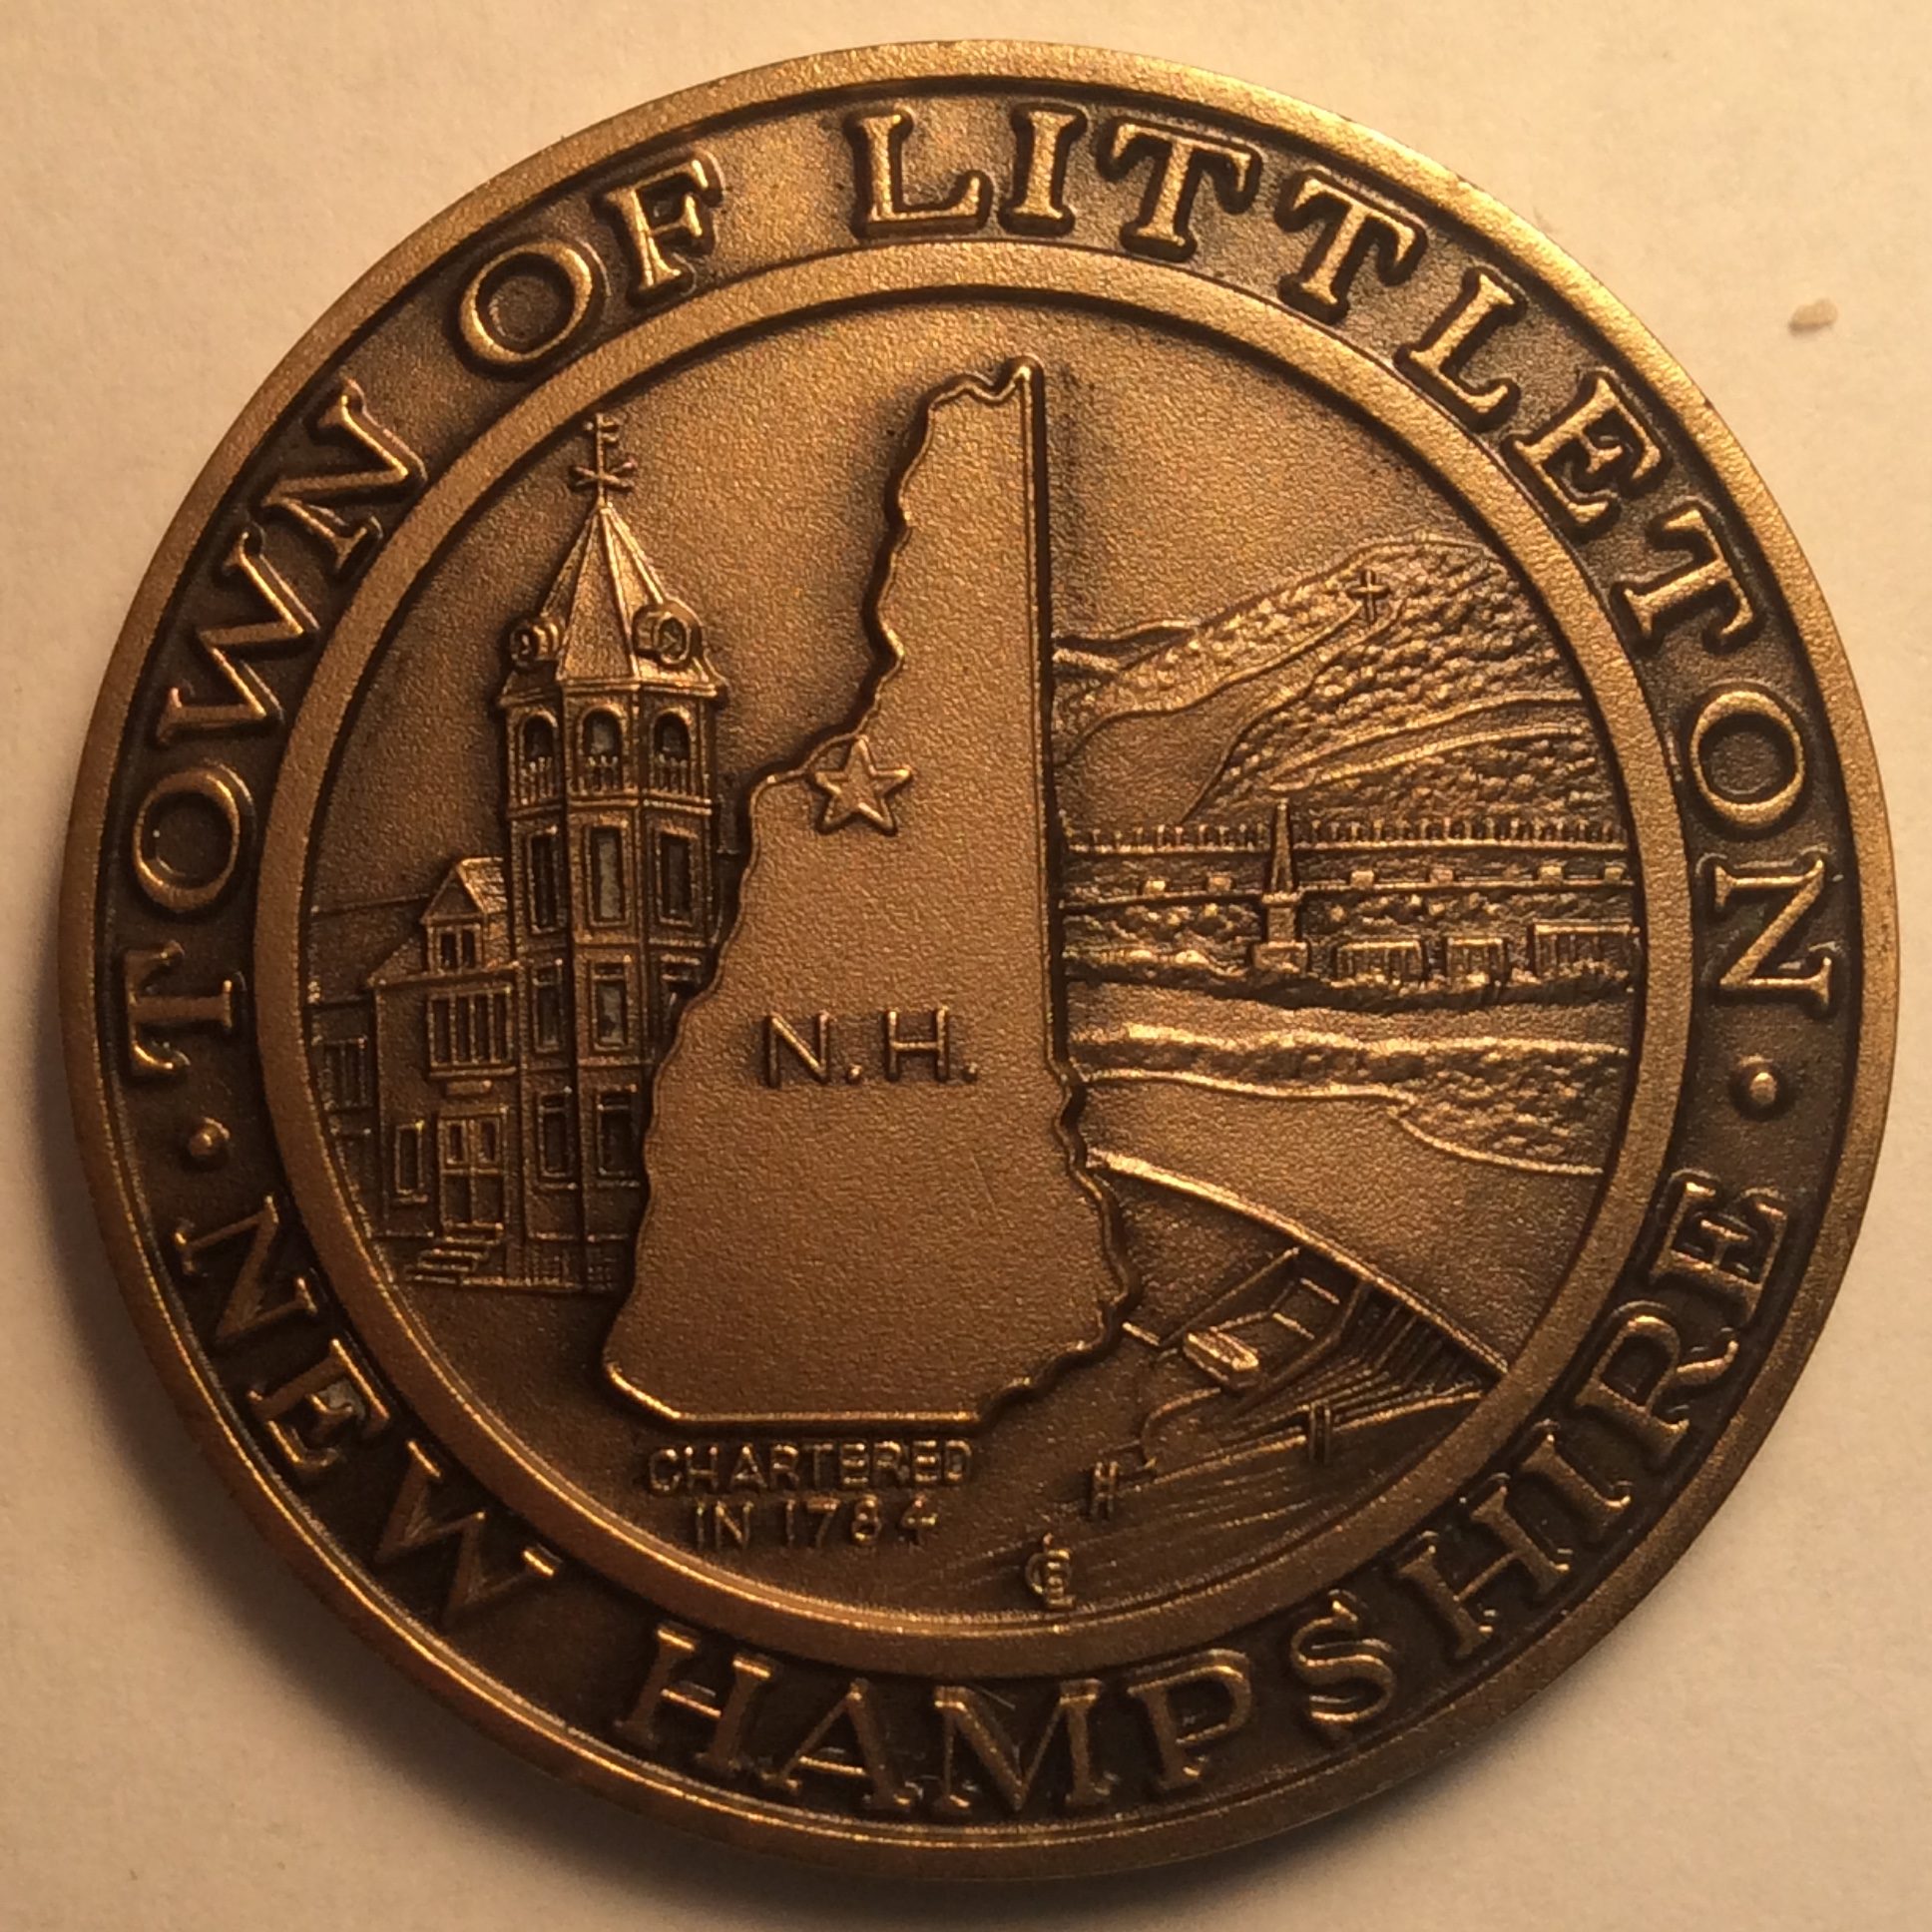 TOWN OF LITTLETON
NEW HAMPSHIRE
N.H.
CHARTERED
IN 1784